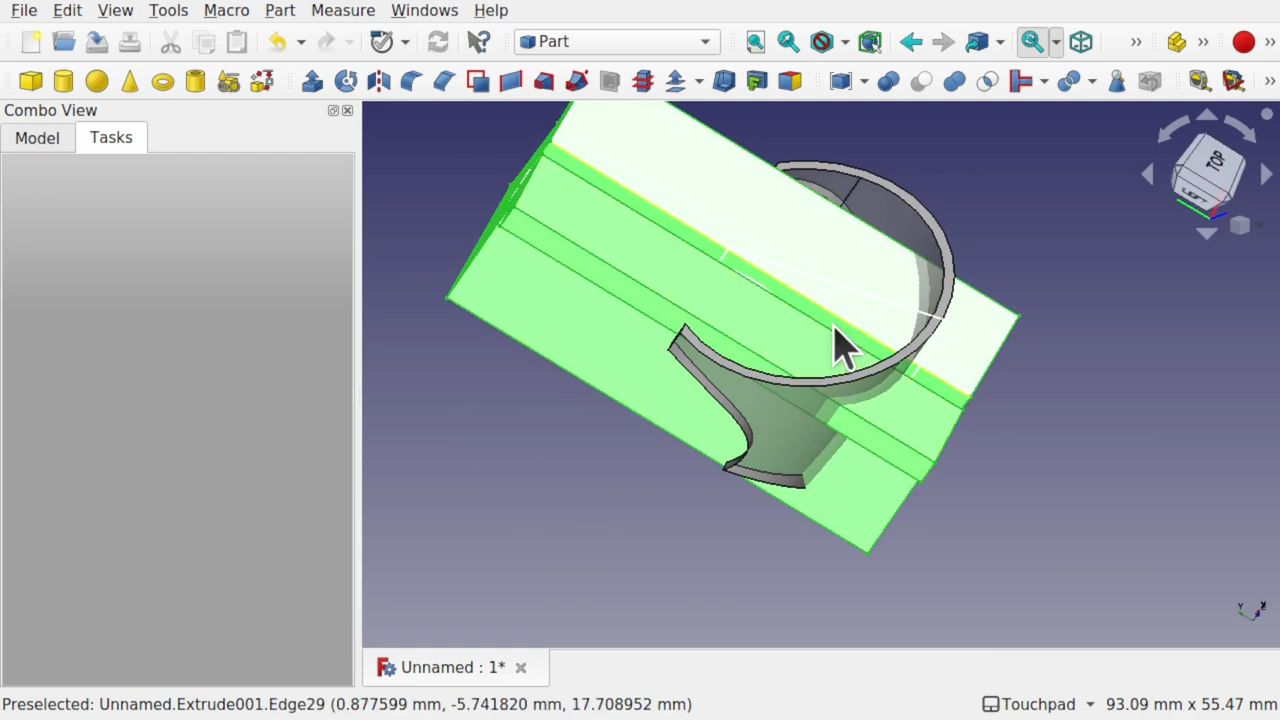 File Edit View Tools Macro Part Measure Windows Help
Part
Combo View
Model Tasks
TOP
LEFT
Y Z
Unnamed : 1*
Preselected: Unnamed.Extrude001.Edge29 (0.877599 mm, -5.741820 mm, 17.708952 mm) Touchpad 93.09 mm x 55.47 mm